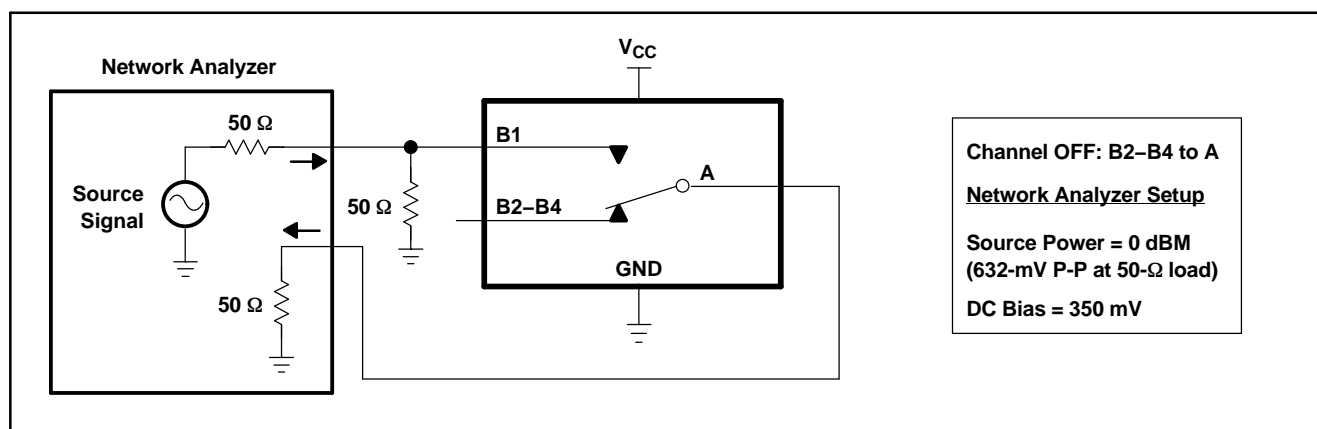 V_CC
Network Analyzer
50 Ω
B1
Source
Signal
50 Ω
B2–B4
A
GND
50 Ω
Channel OFF: B2–B4 to A
Network Analyzer Setup
Source Power = 0 dBM
(632-mV P-P at 50-Ω load)
DC Bias = 350 mV